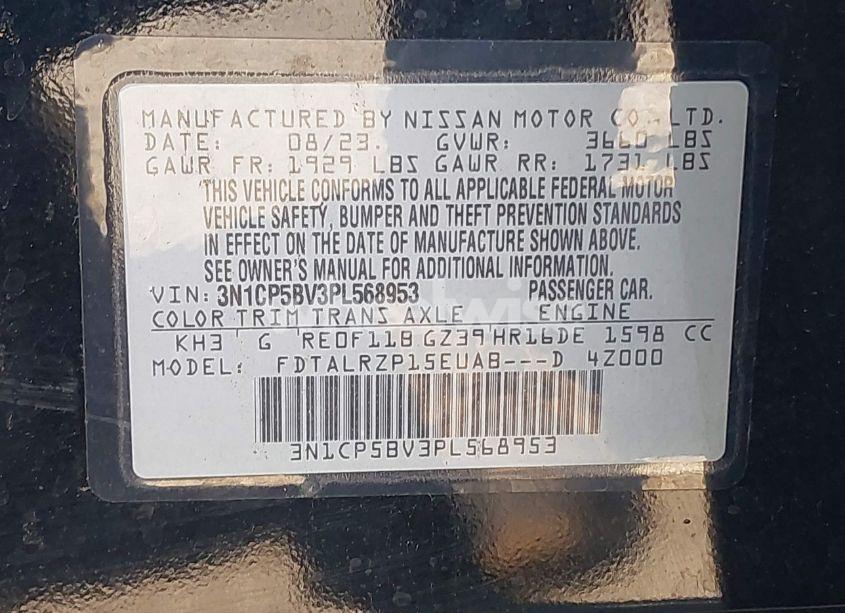 MANUFACTURED BY NISSAN MOTOR CO., LTD.
DATE: 08/23. GVWR: 3660 LBS
GAWR FR: 1929 LBS GAWR RR: 1731 LBS
THIS VEHICLE CONFORMS TO ALL APPLICABLE FEDERAL MOTOR
VEHICLE SAFETY, BUMPER AND THEFT PREVENTION STANDARDS
IN EFFECT ON THE DATE OF MANUFACTURE SHOWN ABOVE.
SEE OWNER'S MANUAL FOR ADDITIONAL INFORMATION.
VIN: 3N1CP5BV3PL568953 PASSENGER CAR.
COLOR TRIM TRANS AXLE ENGINE
KH3 G RE0F11B GZ39 HR16DE 1598 CC
MODEL: FDTALRZP15EUAB---D 4Z000
3N1CP5BV3PL568953